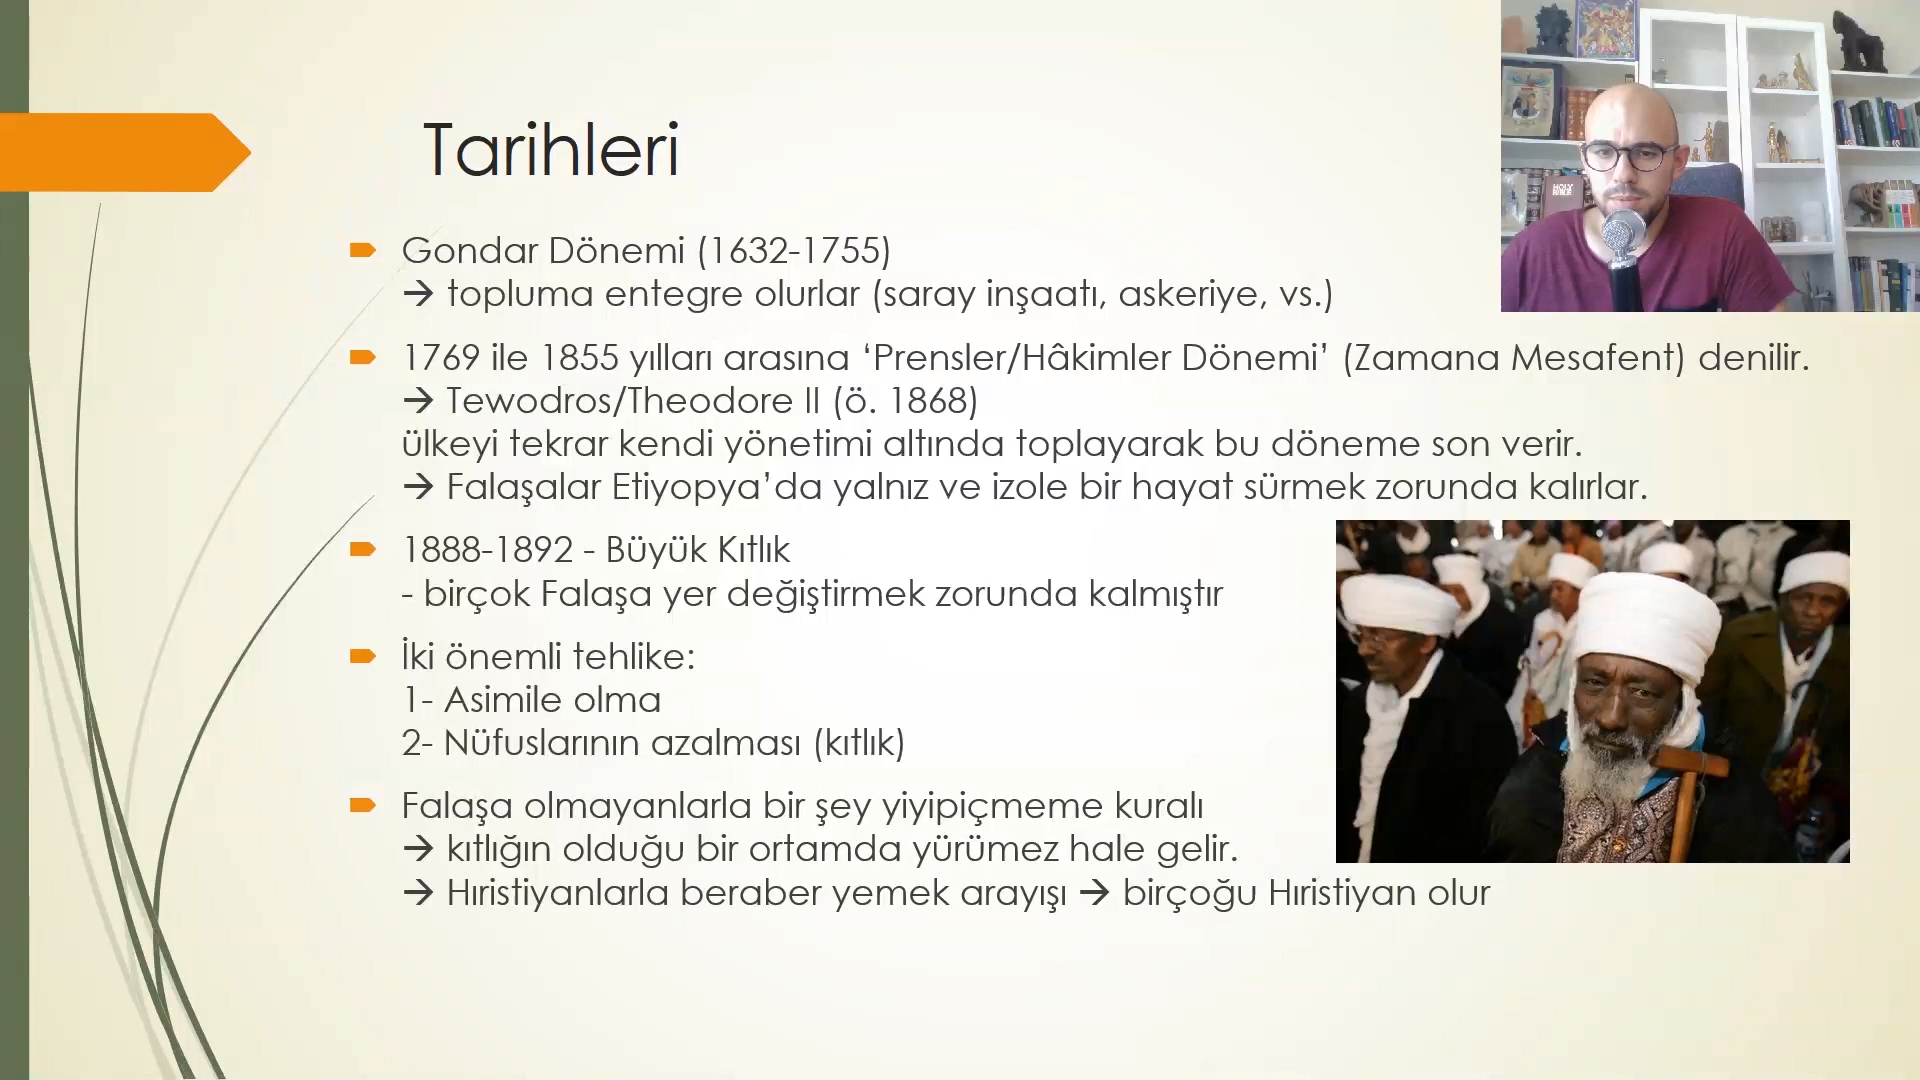 Tarihleri
Gondar Dönemi (1632-1755)
→ topluma entegre olurlar (saray inşaatı, askeriye, vs.)
1769 ile 1855 yılları arasına ‘Prensler/Hâkimler Dönemi’ (Zamana Mesafent) denilir.
→ Tewodros/Theodore II (ö. 1868)
ülkeyi tekrar kendi yönetimi altında toplayarak bu döneme son verir.
→ Falaşalar Etiyopya’da yalnız ve izole bir hayat sürmek zorunda kalırlar.
1888-1892 - Büyük Kıtlık
- birçok Falaşa yer değiştirmek zorunda kalmıştır
İki önemli tehlike:
1- Asimile olma
2- Nüfuslarının azalması (kıtlık)
Falaşa olmayanlarla bir şey yiyipiçmeme kuralı
→ kıtlığın olduğu bir ortamda yürümez hale gelir.
→ Hıristiyanlarla beraber yemek arayışı → birçoğu Hıristiyan olur
HOLY
BIBLE